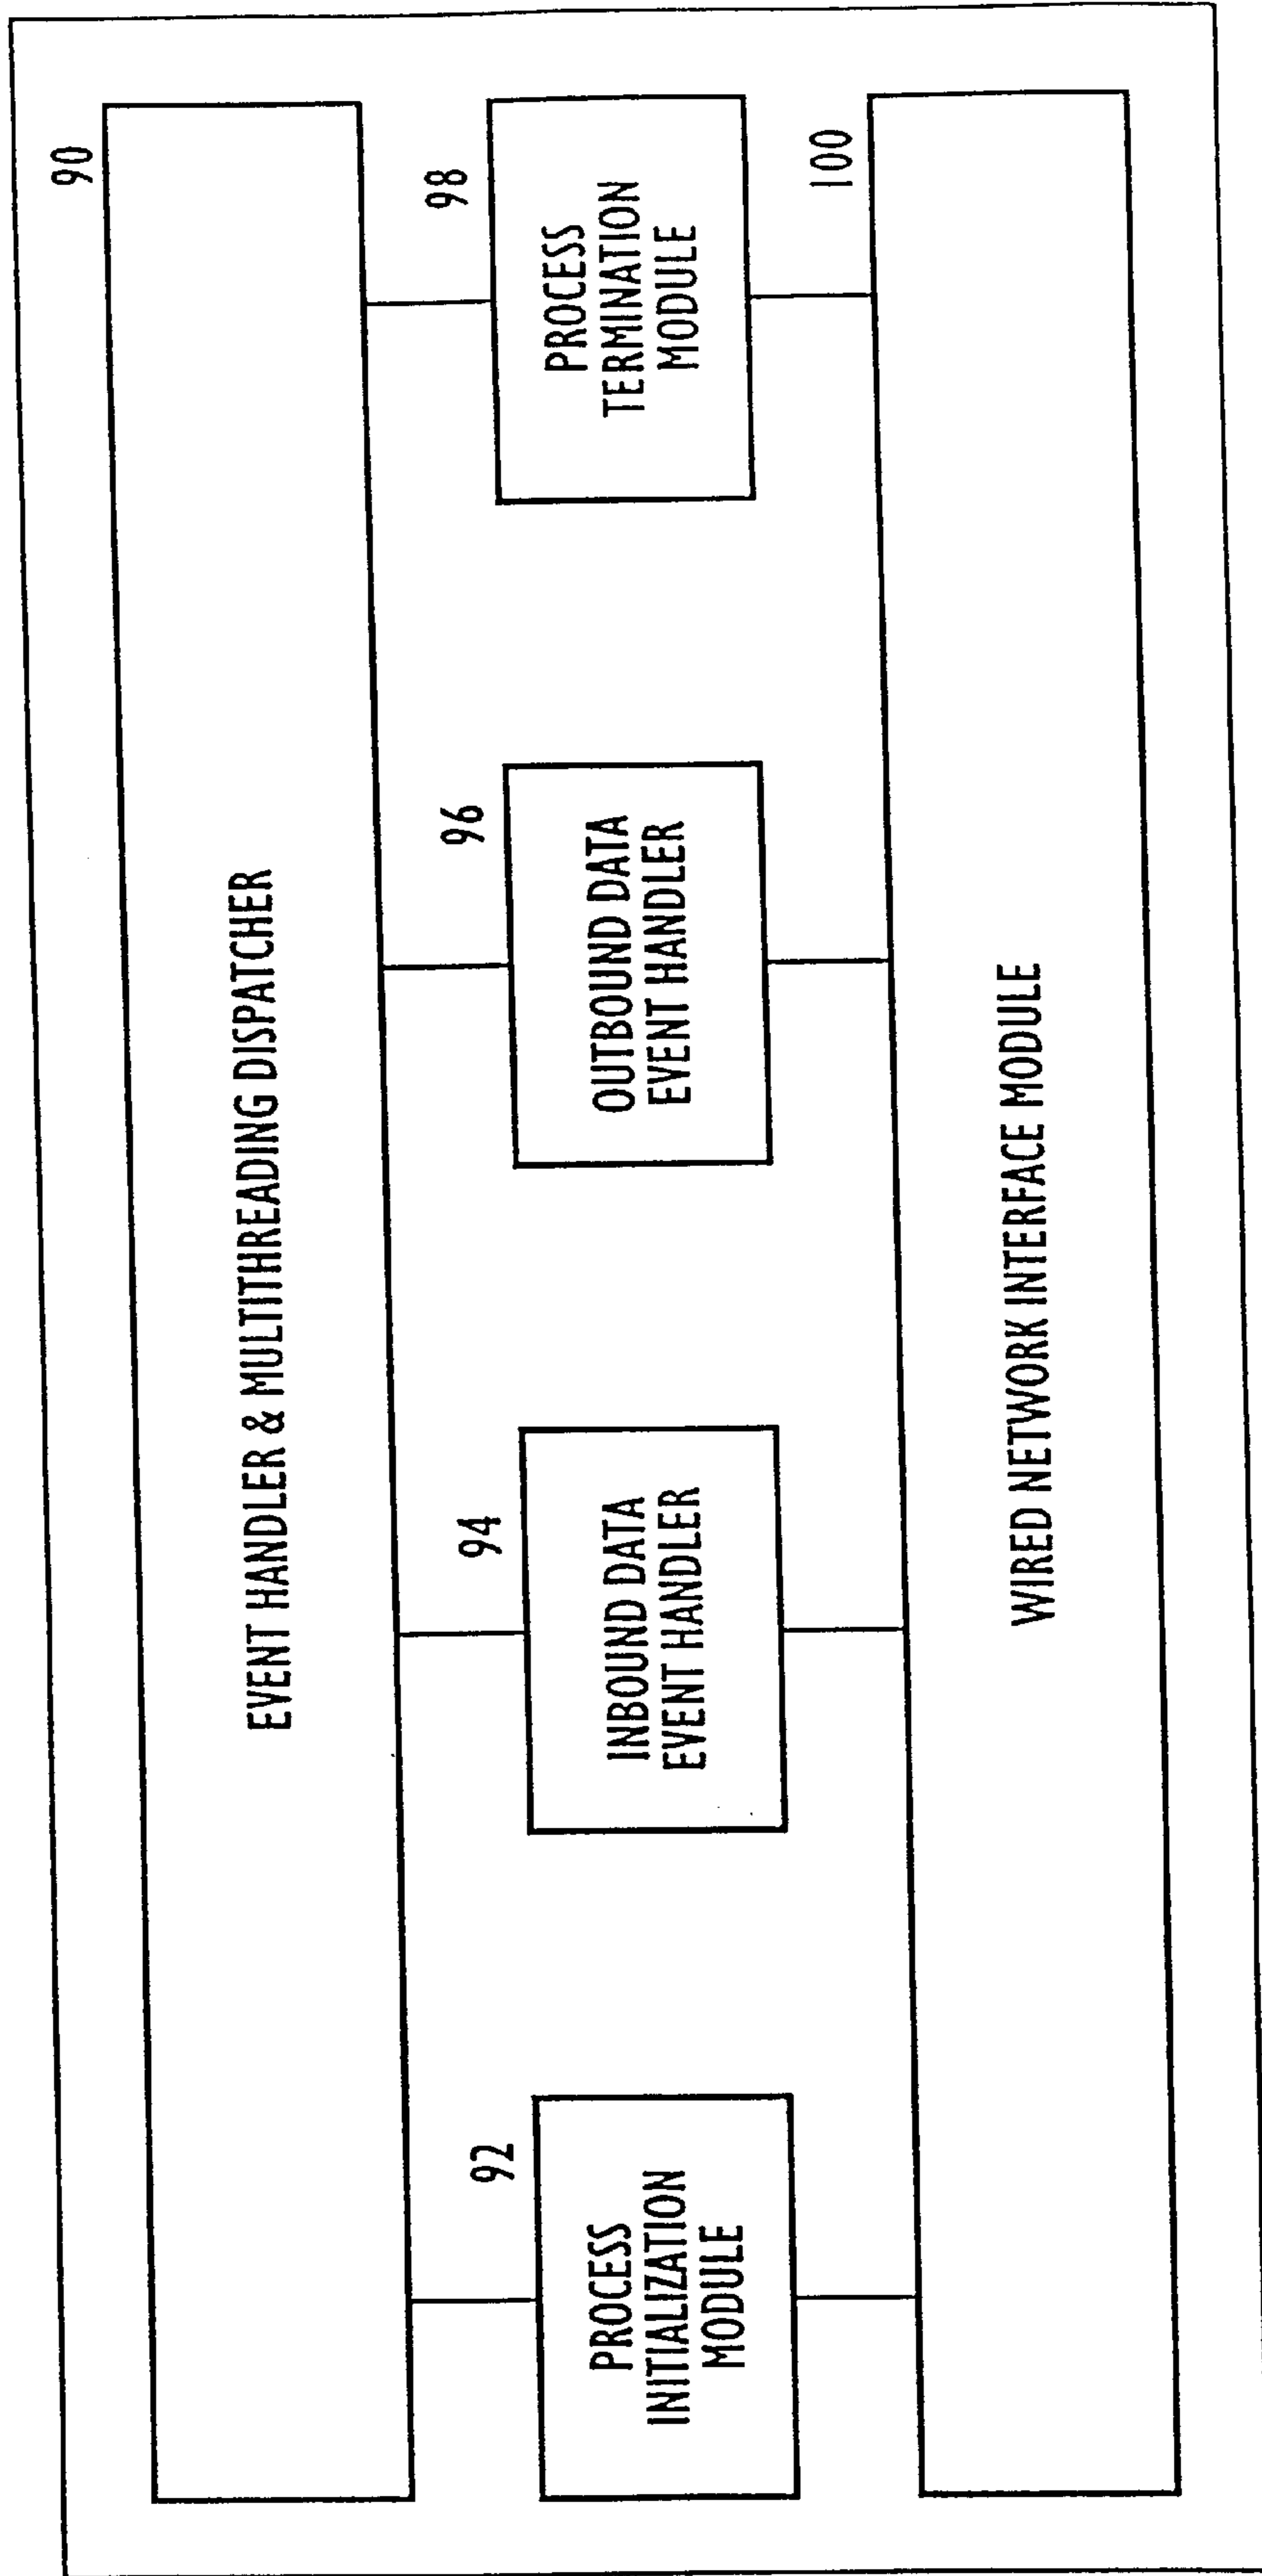 90
EVENT HANDLER & MULTITHREADING DISPATCHER
92
PROCESS
INITIALIZATION
MODULE
94
INBOUND DATA
EVENT HANDLER
96
OUTBOUND DATA
EVENT HANDLER
98
PROCESS
TERMINATION
MODULE
100
WIRED NETWORK INTERFACE MODULE